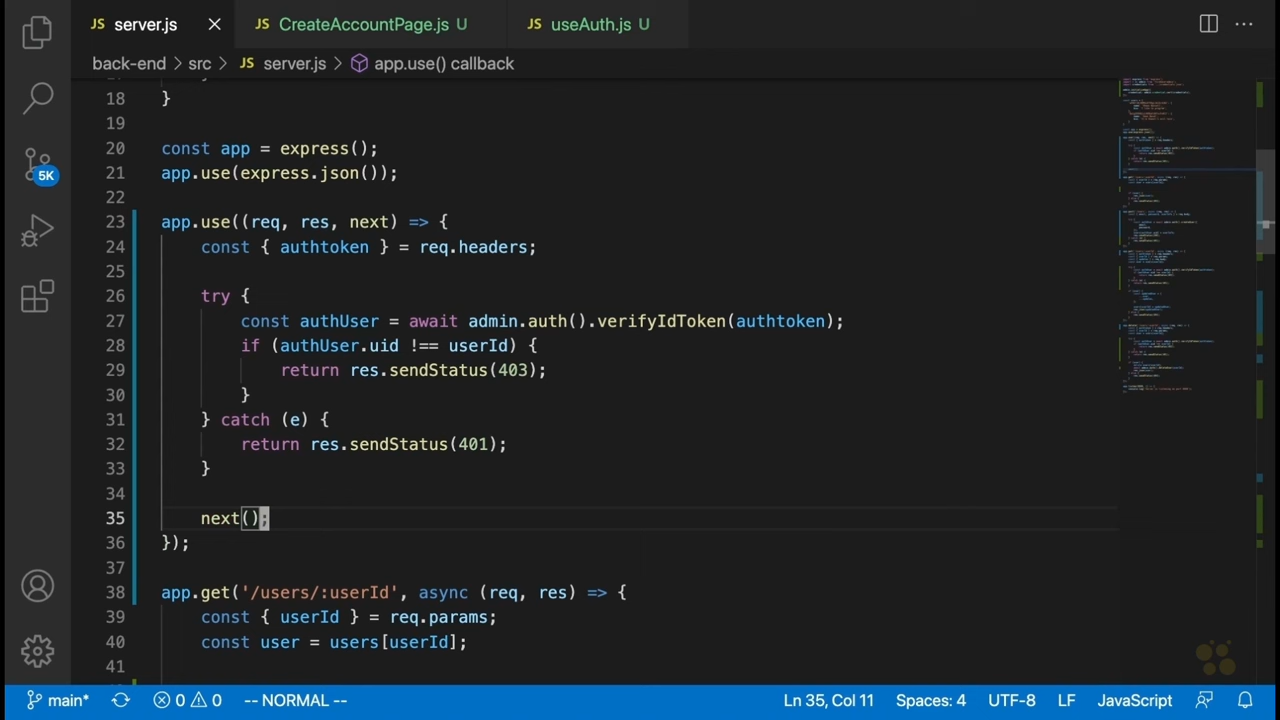 JS server.js × JS CreateAccountPage.js U JS useAuth.js U ···
back-end > src > JS server.js > app.use() callback
18 }
19
20 const app = express();
21 app.use(express.json());
22
23 app.use((req, res, next) => {
24 const { authtoken } = req.headers;
25
26 try {
27 const authUser = await admin.auth().verifyIdToken(authtoken);
28 if (authUser.uid !== userId) {
29 return res.sendStatus(403);
30 }
31 } catch (e) {
32 return res.sendStatus(401);
33 }
34
35 next();
36 });
37
38 app.get('/users/:userId', async (req, res) => {
39 const { userId } = req.params;
40 const user = users[userId];
41
5K
main* 0 0 -- NORMAL -- Ln 35, Col 11 Spaces: 4 UTF-8 LF JavaScript